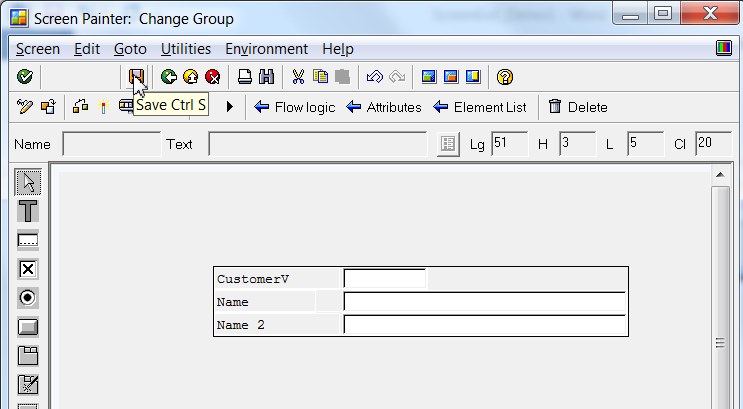 Screen Painter: Change Group
Screen Edit Goto Utilities Environment Help
Save Ctrl S
Flow logic Attributes Element List Delete
Name Text Lg 51 H 3 L 5 Cl 20
T
CustomerV
Name
Name 2